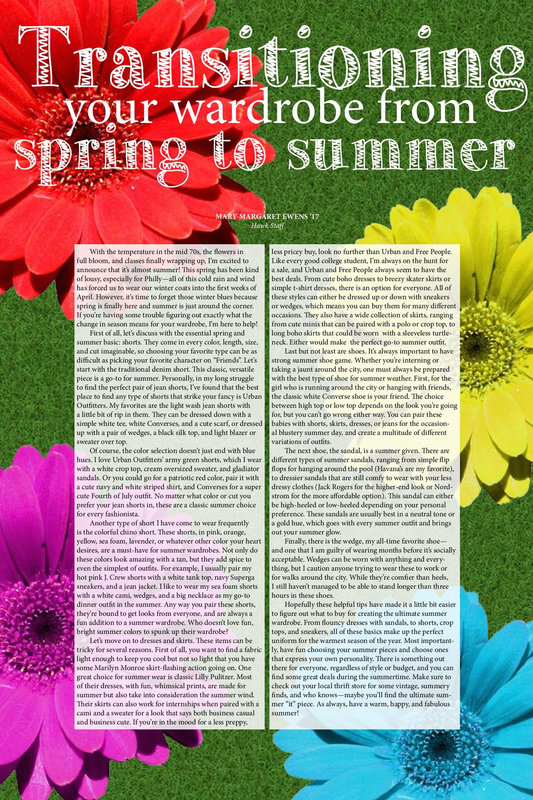 Transitioning
your wardrobe from
spring to summer
MARY-MARGARET EWENS '17
Hawk Staff
With the temperature in the mid 70s, the flowers in
full bloom, and classes finally wrapping up, I'm excited to
announce that it's almost summer! This spring has been kind
of lousy, especially for Philly—all of this cold rain and wind
has forced us to wear our winter coats into the first weeks of
April. However, it's time to forget those winter blues because
spring is finally here and summer is just around the corner.
If you're having some trouble figuring out exactly what the
change in season means for your wardrobe, I'm here to help!
First of all, let's discuss with the essential spring and
summer basic: shorts. They come in every color, length, size,
and cut imaginable, so choosing your favorite type can be as
difficult as picking your favorite character on "Friends". Let's
start with the traditional denim short. This classic, versatile
piece is a go-to for summer. Personally, in my long struggle
to find the perfect pair of jean shorts, I've found that the best
place to find any type of shorts that strike your fancy is Urban
Outfitters. My favorites are the light wash jean shorts with
a little bit of rip in them. They can be dressed down with a
simple white tee, white Converses, and a cute scarf, or dressed
up with a pair of wedges, a black silk top, and light blazer or
sweater over top.
Of course, the color selection doesn't just end with blue
hues. I love Urban Outfitters' army green shorts, which I wear
with a white crop top, cream oversized sweater, and gladiator
sandals. Or you could go for a patriotic red color, pair it with
a cute navy and white striped shirt, and Converses for a super
cute Fourth of July outfit. No matter what color or cut you
prefer your jean shorts in, these are a classic summer choice
for every fashionista.
Another type of short I have come to wear frequently
is the colorful chino short. These shorts, in pink, orange,
yellow, sea foam, lavender, or whatever other color your heart
desires, are a must-have for summer wardrobes. Not only do
these colors look amazing with a tan, but they add spice to
even the simplest of outfits. For example, I usually pair my
hot pink J. Crew shorts with a white tank top, navy Superga
sneakers, and a jean jacket. I like to wear my sea foam shorts
with a white cami, wedges, and a big necklace as my go-to
dinner outfit in the summer. Any way you pair these shorts,
they're bound to get looks from everyone, and are always a
fun addition to a summer wardrobe. Who doesn't love fun,
bright summer colors to spunk up their wardrobe?
Let's move on to dresses and skirts. These items can be
tricky for several reasons. First of all, you want to find a fabric
light enough to keep you cool but not so light that you have
some Marilyn Monroe skirt-flashing action going on. One
great choice for summer wear is classic Lilly Pulitzer. Most
of their dresses, with fun, whimsical prints, are made for
summer but also take into consideration the summer wind.
Their skirts can also work for internships when paired with a
cami and a sweater for a look that says both business casual
and business cute. If you're in the mood for a less preppy,
less pricey buy, look no further than Urban and Free People.
Like every good college student, I'm always on the hunt for
a sale, and Urban and Free People always seem to have the
best deals. From cute boho dresses to breezy skater skirts or
simple t-shirt dresses, there is an option for everyone. All of
these styles can either be dressed up or down with sneakers
or wedges, which means you can buy them for many different
occasions. They also have a wide collection of skirts, ranging
from cute minis that can be paired with a polo or crop top, to
long boho skirts that could be worn with a sleeveless turtle-
neck. Either would make the perfect go-to summer outfit.
Last but not least are shoes. It's always important to have
strong summer shoe game. Whether you're interning or
taking a jaunt around the city, one must always be prepared
with the best type of shoe for summer weather. First, for the
girl who is running around the city or hanging with friends,
the classic white Converse shoe is your friend. The choice
between high top or low top depends on the look you're going
for, but you can't go wrong either way. You can pair these
babies with shorts, skirts, dresses, or jeans for the occasion-
al blustery summer day, and create a multitude of different
variations of outfits.
The next shoe, the sandal, is a summer given. There are
different types of summer sandals, ranging from simple flip
flops for hanging around the pool (Havana's are my favorite),
to dressier sandals that are still comfy to wear with your less
dressy clothes (Jack Rogers for the higher-end look or Nord-
strom for the more affordable option). This sandal can either
be high-heeled or low-heeled depending on your personal
preference. These sandals are usually best in a neutral tone or
a gold hue, which goes with every summer outfit and brings
out your summer glow.
Finally, there is the wedge, my all-time favorite shoe—
and one that I am guilty of wearing months before it's socially
acceptable. Wedges can be worn with anything and every-
thing, but I caution anyone trying to wear these to work or
for walks around the city. While they're comfier than heels,
I still haven't managed to be able to stand longer than three
hours in these shoes.
Hopefully these helpful tips have made it a little bit easier
to figure out what to buy for creating the ultimate summer
wardrobe. From flouncy dresses with sandals, to shorts, crop
tops, and sneakers, all of these basics make up the perfect
uniform for the warmest season of the year. Most important-
ly, have fun choosing your summer pieces and choose ones
that express your own personality. There is something out
there for everyone, regardless of style or budget, and you can
find some great deals during the summertime. Make sure to
check out your local thrift store for some vintage, summery
finds, and who knows—maybe you'll find the ultimate sum-
mer "it" piece. As always, have a warm, happy, and fabulous
summer!